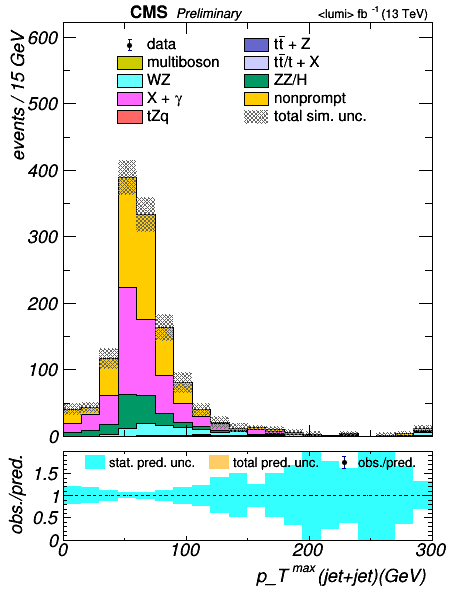 CMS Preliminary <lumi> fb⁻¹ (13 TeV)
events / 15 GeV
600
500
400
300
200
100
0
data
multiboson
WZ
X + γ
tZq
tt̄ + Z
tt̄/t + X
ZZ/H
nonprompt
total sim. unc.
obs./pred.
1.5
1
0.5
0
stat. pred. unc. total pred. unc. obs./pred.
0 100 200 300
p_T^max (jet+jet)(GeV)